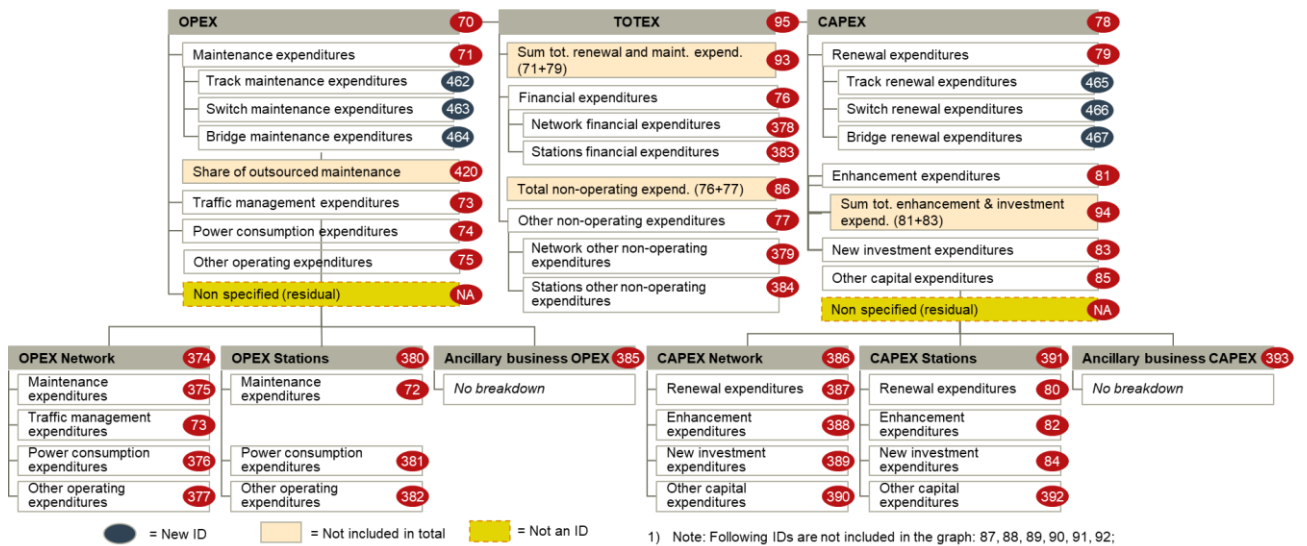 OPEX 70
TOTEX 95
CAPEX 78
Maintenance expenditures 71
Track maintenance expenditures 462
Switch maintenance expenditures 463
Bridge maintenance expenditures 464
Share of outsourced maintenance 420
Traffic management expenditures 73
Power consumption expenditures 74
Other operating expenditures 75
Non specified (residual) NA
Sum tot. renewal and maint. expend.
(71+79) 93
Financial expenditures 76
Network financial expenditures 378
Stations financial expenditures 383
Total non-operating expend. (76+77) 86
Other non-operating expenditures 77
Network other non-operating
expenditures 379
Stations other non-operating
expenditures 384
Renewal expenditures 79
Track renewal expenditures 465
Switch renewal expenditures 466
Bridge renewal expenditures 467
Enhancement expenditures 81
Sum tot. enhancement & investment
expend. (81+83) 94
New investment expenditures 83
Other capital expenditures 85
Non specified (residual) NA
OPEX Network 374
Maintenance
expenditures 375
Traffic management
expenditures 73
Power consumption
expenditures 376
Other operating
expenditures 377
OPEX Stations 380
Maintenance
expenditures 72
Power consumption
expenditures 381
Other operating
expenditures 382
Ancillary business OPEX 385
No breakdown
CAPEX Network 386
Renewal expenditures 387
Enhancement
expenditures 388
New investment
expenditures 389
Other capital
expenditures 390
CAPEX Stations 391
Renewal expenditures 80
Enhancement
expenditures 82
New investment
expenditures 84
Other capital
expenditures 392
Ancillary business CAPEX 393
No breakdown
= New ID
= Not included in total
= Not an ID
1) Note: Following IDs are not included in the graph: 87, 88, 89, 90, 91, 92;